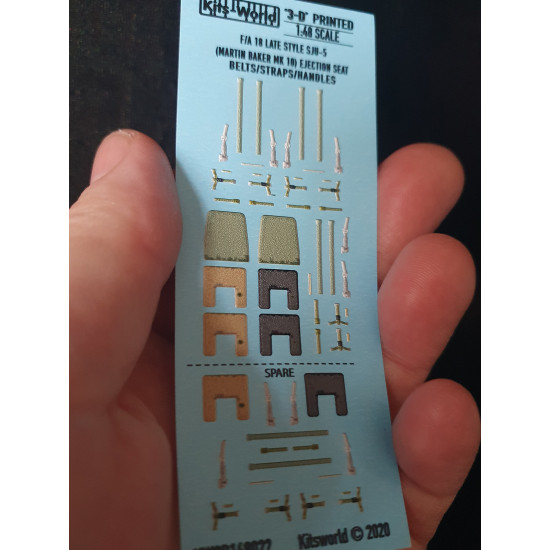 Kits-World
"3-D" PRINTED
1:48 SCALE
F/A 18 LATE STYLE SJU-5
(MARTIN BAKER MK 10) EJECTION SEAT
BELTS/STRAPS/HANDLES
SPARE
Kitsworld © 2020